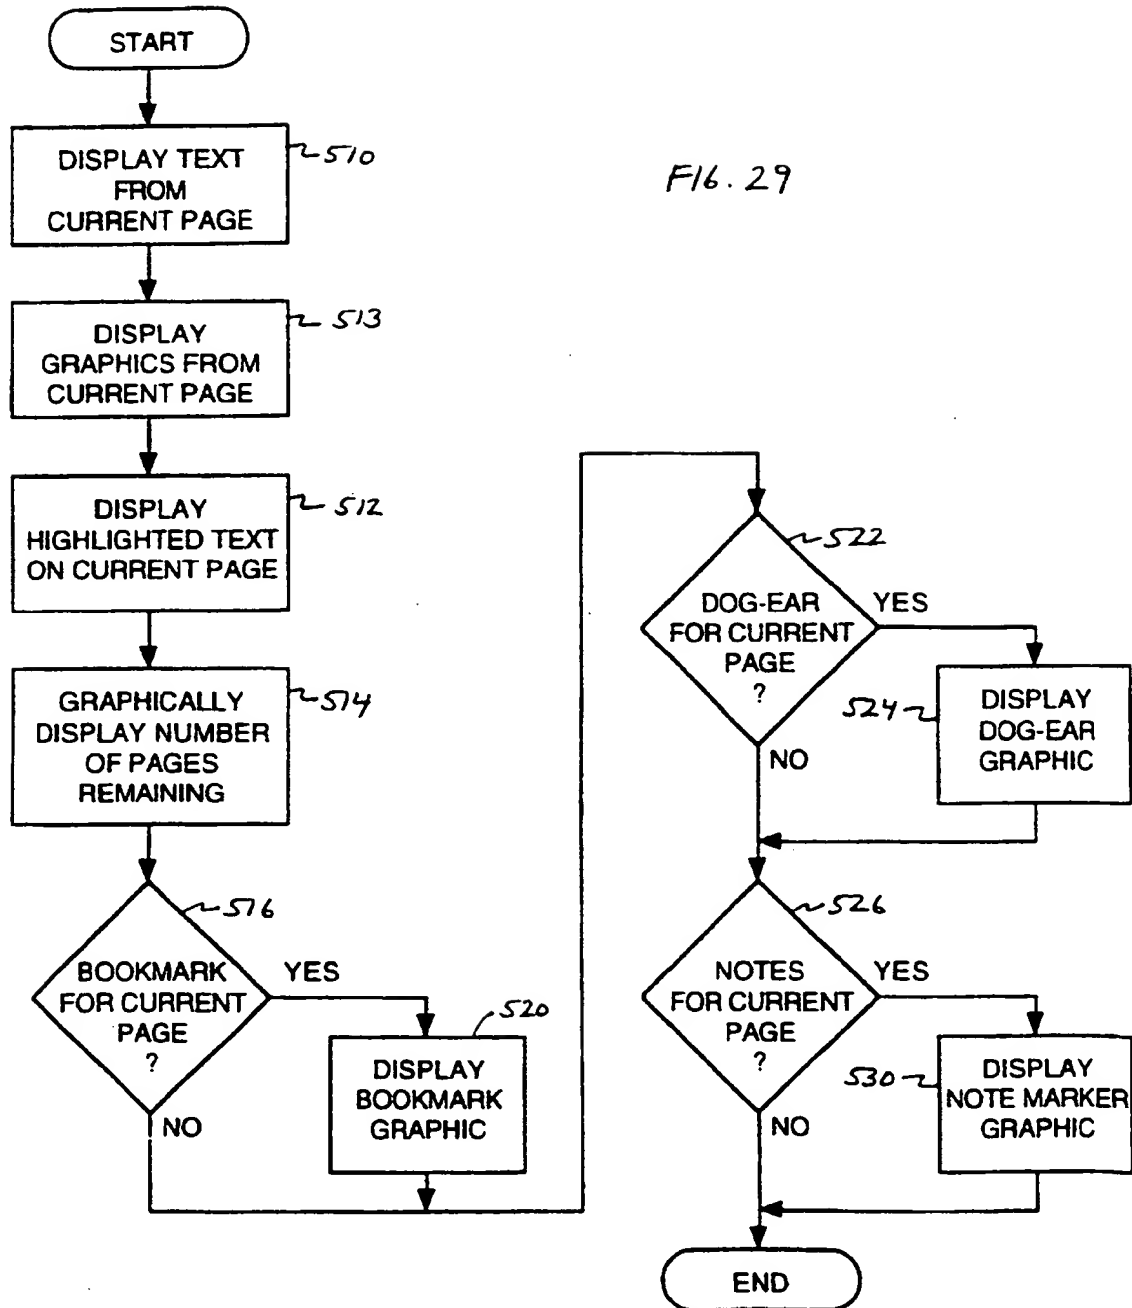 START
DISPLAY TEXT
FROM
CURRENT PAGE
510
FIG. 29
DISPLAY
GRAPHICS FROM
CURRENT PAGE
513
DISPLAY
HIGHLIGHTED TEXT
ON CURRENT PAGE
512
GRAPHICALLY
DISPLAY NUMBER
OF PAGES
REMAINING
514
BOOKMARK
FOR CURRENT
PAGE
?
516
YES
NO
DISPLAY
BOOKMARK
GRAPHIC
520
DOG-EAR
FOR CURRENT
PAGE
?
522
YES
NO
DISPLAY
DOG-EAR
GRAPHIC
524
NOTES
FOR CURRENT
PAGE
?
526
YES
NO
DISPLAY
NOTE MARKER
GRAPHIC
530
END